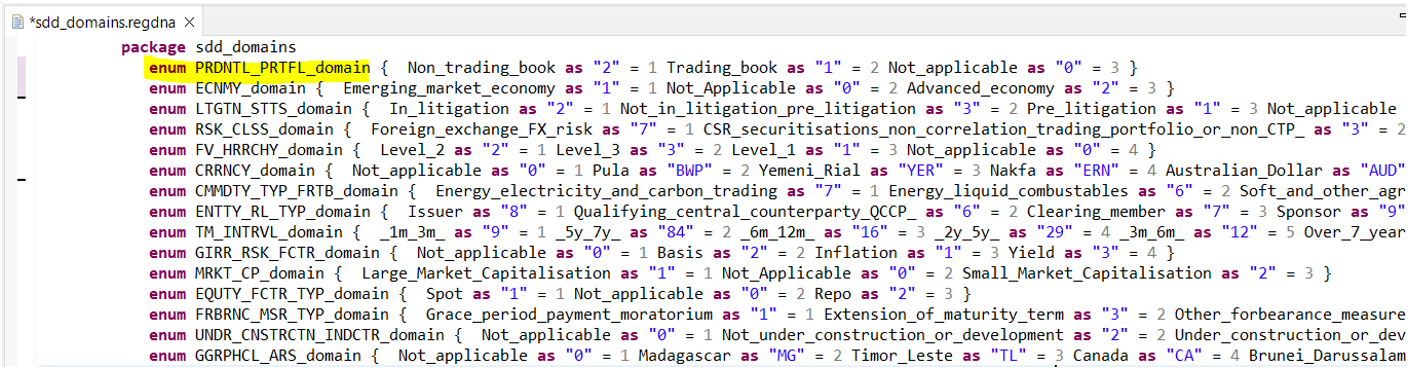 *sdd_domains.regdna
package sdd_domains
enum PRDNTL_PRTFL_domain { Non_trading_book as "2" = 1 Trading_book as "1" = 2 Not_applicable as "0" = 3 }
enum ECNMY_domain { Emerging_market_economy as "1" = 1 Not_Applicable as "0" = 2 Advanced_economy as "2" = 3 }
enum LTGTN_STTS_domain { In_litigation as "2" = 1 Not_in_litigation_pre_litigation as "3" = 2 Pre_litigation as "1" = 3 Not_applicable
enum RSK_CLSS_domain { Foreign_exchange_FX_risk as "7" = 1 CSR_securitisations_non_correlation_trading_portfolio_or_non_CTP_ as "3" = 2
enum FV_HRRCHY_domain { Level_2 as "2" = 1 Level_3 as "3" = 2 Level_1 as "1" = 3 Not_applicable as "0" = 4 }
enum CRRNCY_domain { Not_applicable as "0" = 1 Pula as "BWP" = 2 Yemeni_Rial as "YER" = 3 Nakfa as "ERN" = 4 Australian_Dollar as "AUD"
enum CMMDTY_TYP_FRTB_domain { Energy_electricity_and_carbon_trading as "7" = 1 Energy_liquid_combustables as "6" = 2 Soft_and_other_agr
enum ENTTY_RL_TYP_domain { Issuer as "8" = 1 Qualifying_central_counterparty_QCCP_ as "6" = 2 Clearing_member as "7" = 3 Sponsor as "9"
enum TM_INTRVL_domain { _1m_3m_ as "9" = 1 _5y_7y_ as "84" = 2 _6m_12m_ as "16" = 3 _2y_5y_ as "29" = 4 _3m_6m_ as "12" = 5 Over_7_year
enum GIRR_RSK_FCTR_domain { Not_applicable as "0" = 1 Basis as "2" = 2 Inflation as "1" = 3 Yield as "3" = 4 }
enum MRKT_CP_domain { Large_Market_Capitalisation as "1" = 1 Not_Applicable as "0" = 2 Small_Market_Capitalisation as "2" = 3 }
enum EQUTY_FCTR_TYP_domain { Spot as "1" = 1 Not_applicable as "0" = 2 Repo as "2" = 3 }
enum FRBRNC_MSR_TYP_domain { Grace_period_payment_moratorium as "1" = 1 Extension_of_maturity_term as "3" = 2 Other_forbearance_measure
enum UNDR_CNSTRCTN_INDCTR_domain { Not_applicable as "0" = 1 Not_under_construction_or_development as "2" = 2 Under_construction_or_dev
enum GGRPHCL_ARS_domain { Not_applicable as "0" = 1 Madagascar as "MG" = 2 Timor_Leste as "TL" = 3 Canada as "CA" = 4 Brunei_Darussalam